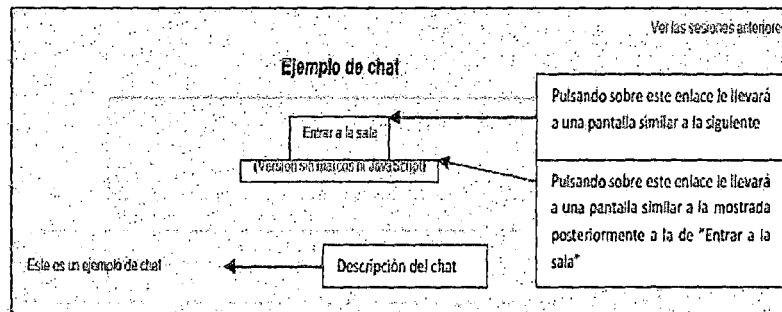 Ver las sesiones anteriore
Ejemplo de chat
Pulsando sobre este enlace le llevará
a una pantalla similar a la siguiente
Entrar a la sala
(Versión sin marcos ni JavaScript)
Pulsando sobre este enlace le llevará
a una pantalla similar a la mostrada
posteriormente a la de "Entrar a la
sala"
Este es un ejemplo de chat
Descripción del chat